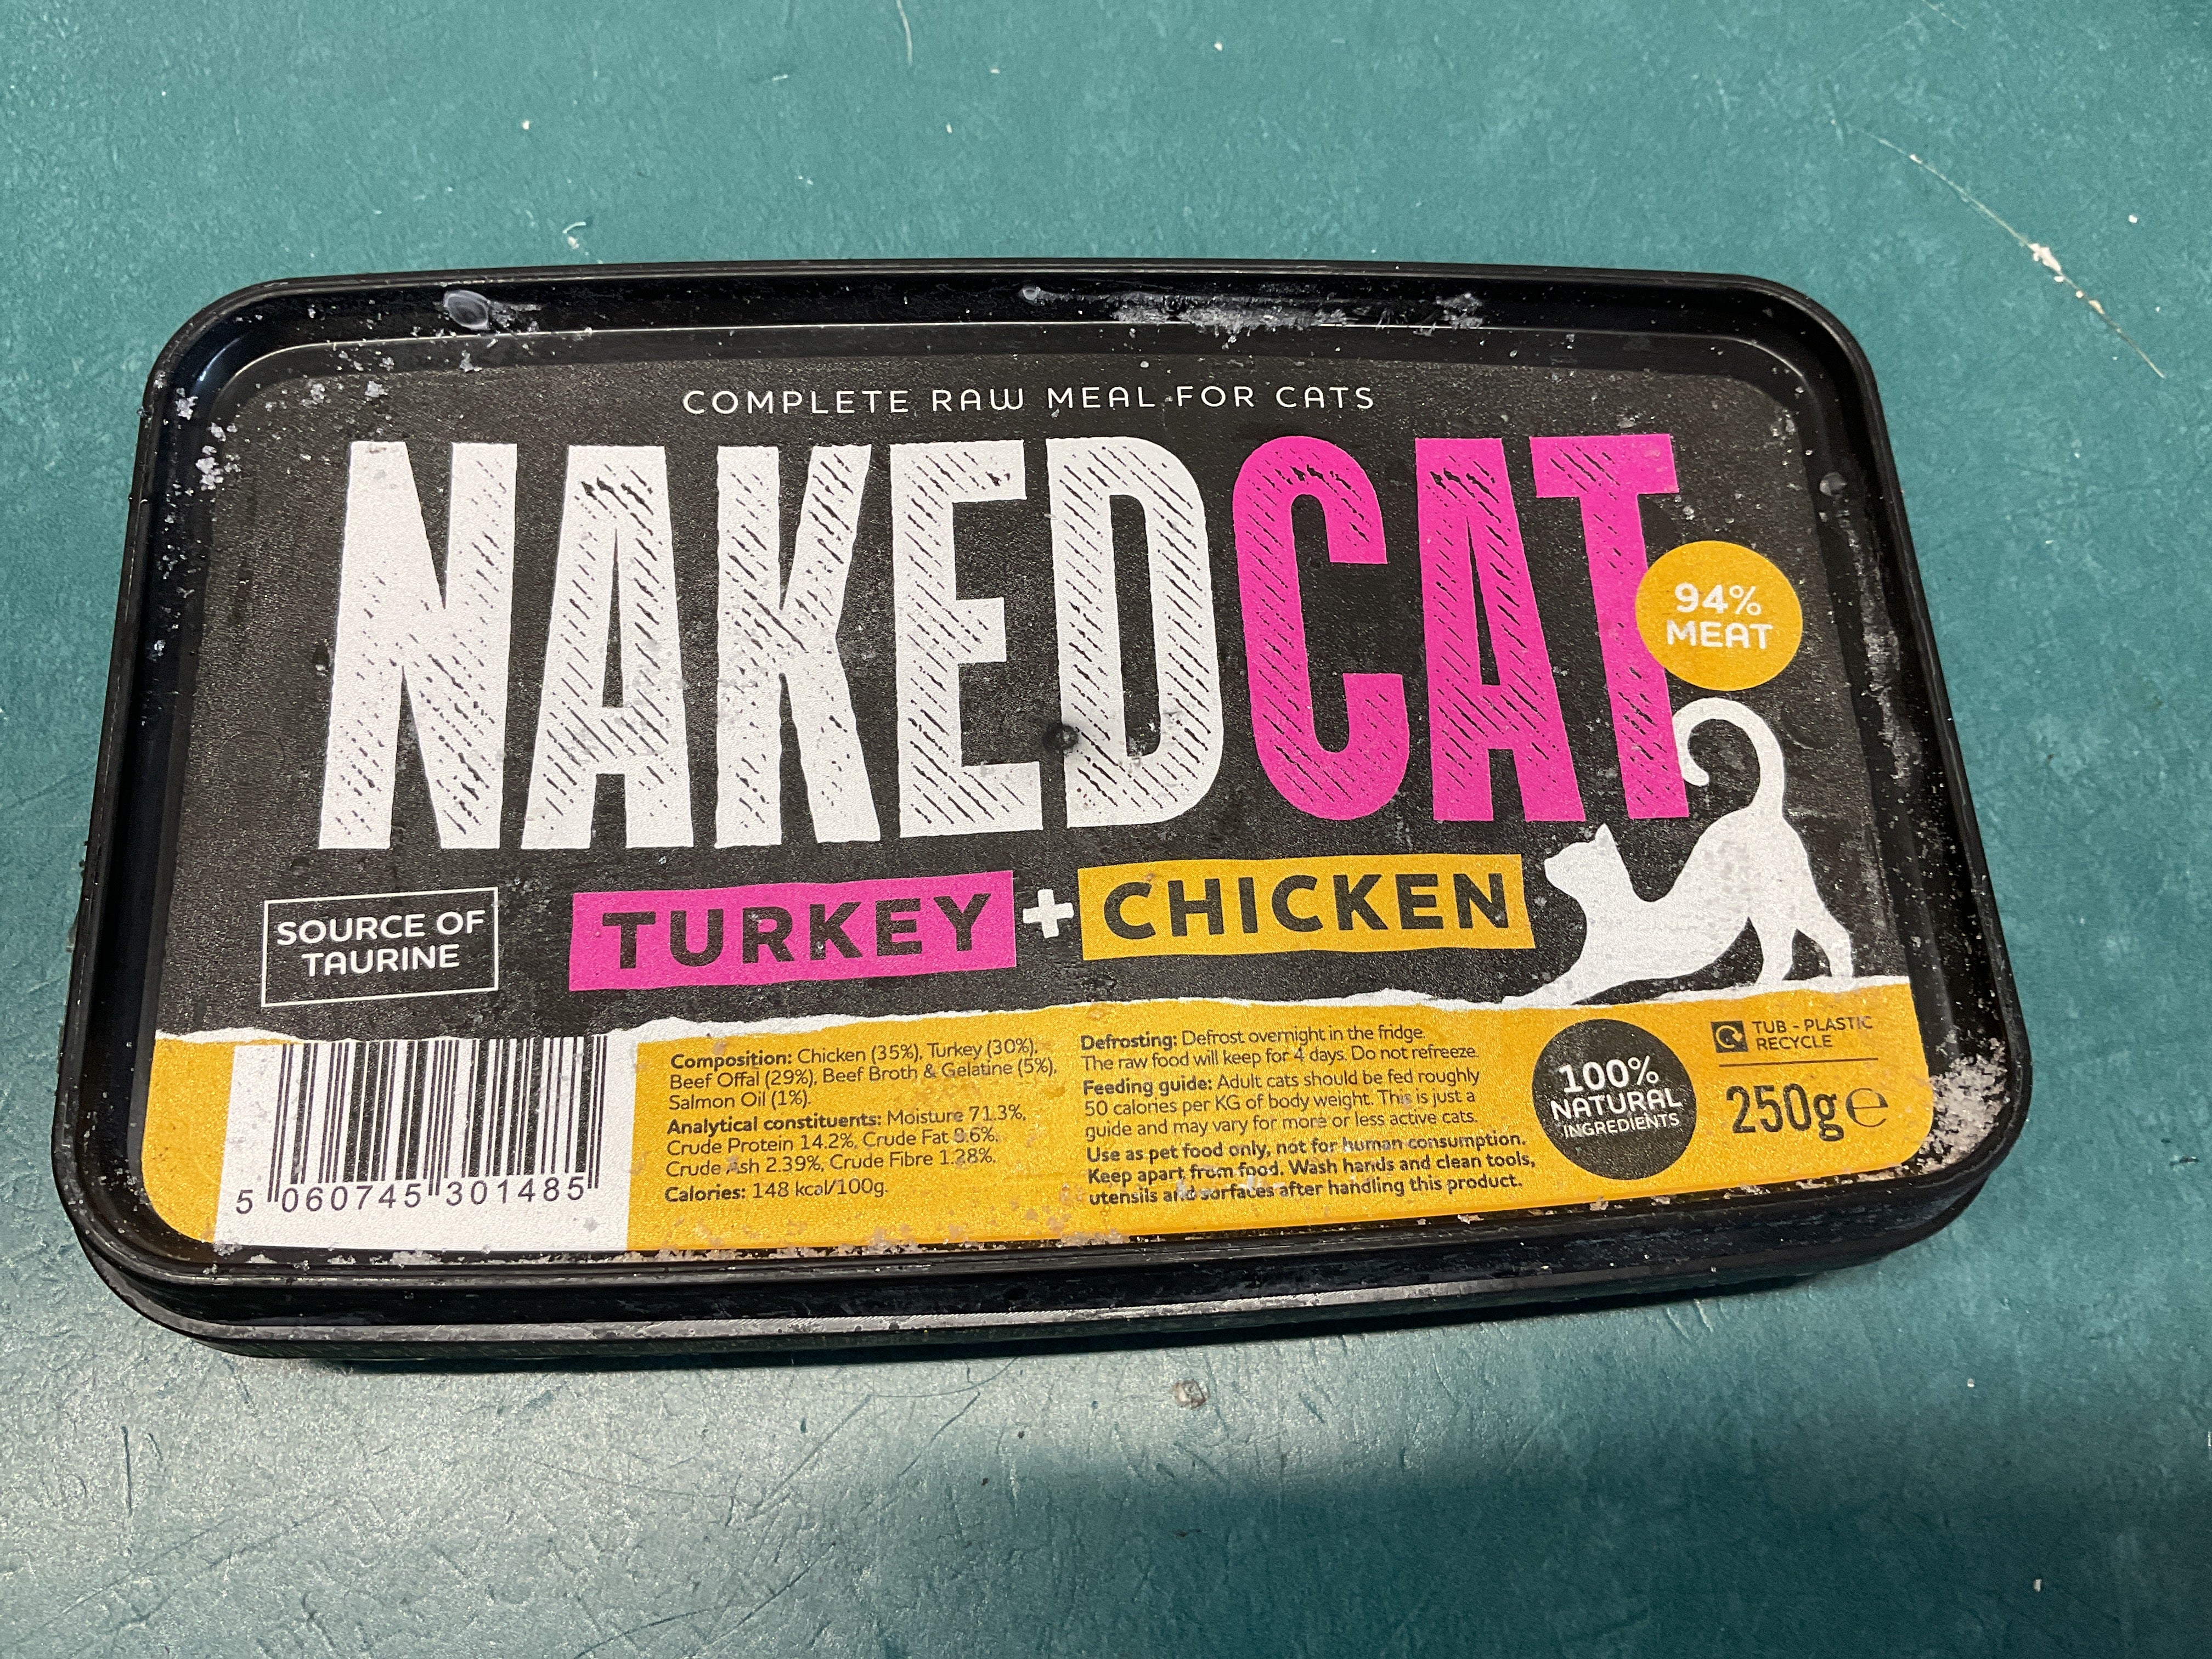 COMPLETE RAW MEAL FOR CATS
NAKEDCAT
94%
MEAT
SOURCE OF
TAURINE
TURKEY + CHICKEN
5 060745 301485
Composition: Chicken (35%), Turkey (30%),
Beef Offal (29%), Beef Broth & Gelatine (5%),
Salmon Oil (1%).
Analytical constituents: Moisture 71.3%,
Crude Protein 14.2%, Crude Fat 9.6%,
Crude Ash 2.39%, Crude Fibre 1.28%.
Calories: 148 kcal/100g.
Defrosting: Defrost overnight in the fridge.
The raw food will keep for 4 days. Do not refreeze.
Feeding guide: Adult cats should be fed roughly
50 calories per KG of body weight. This is just a
guide and may vary for more or less active cats.
Use as pet food only, not for human consumption.
Keep apart from food. Wash hands and clean tools,
utensils and surfaces after handling this product.
100%
NATURAL
INGREDIENTS
TUB - PLASTIC
RECYCLE
250g e